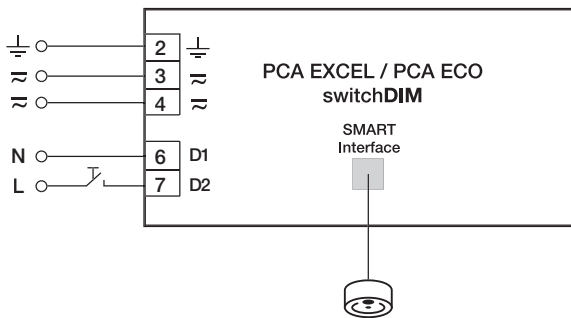 2
PCA EXCEL / PCA ECO
switchDIM
3
4
SMART
Interface
N 6 D1
L 7 D2